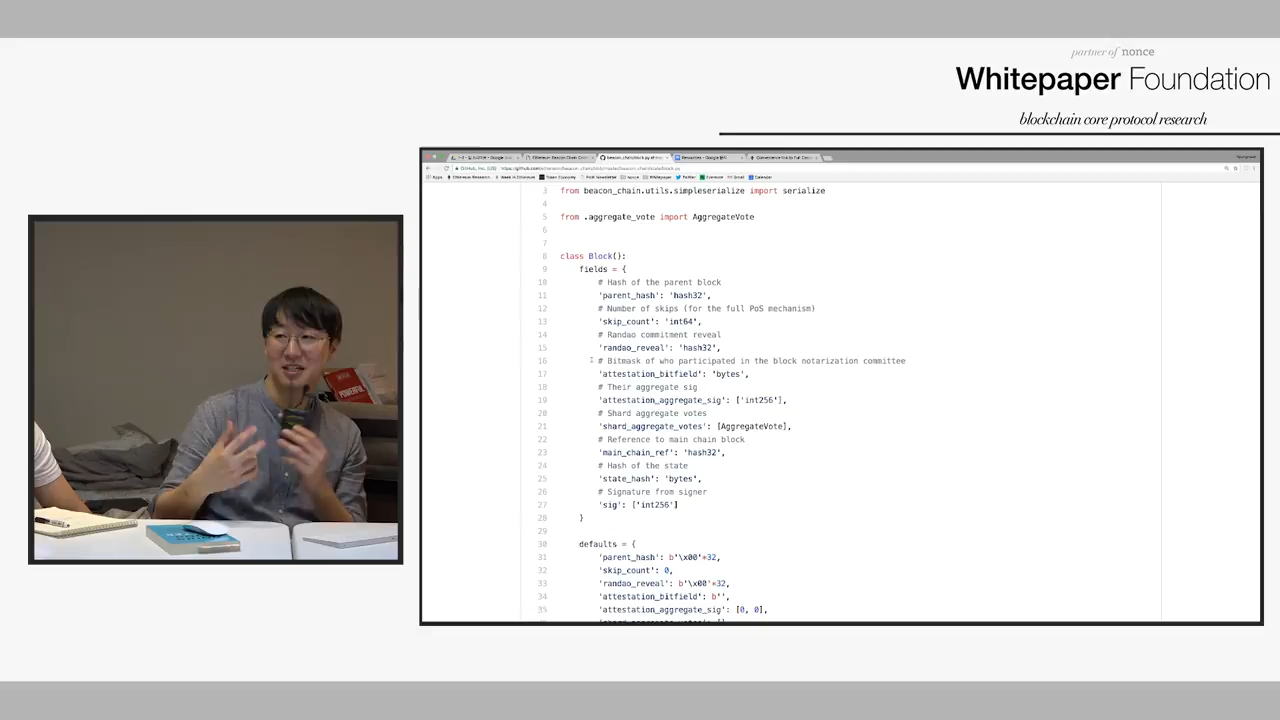 partner of nonce
Whitepaper Foundation
blockchain core protocol research
3 from beacon_chain.utils.simpleserialize import serialize
4
5 from .aggregate_vote import AggregateVote
6
7
8 class Block():
9 fields = {
10 # Hash of the parent block
11 'parent_hash': 'hash32',
12 # Number of skips (for the full PoS mechanism)
13 'skip_count': 'int64',
14 # Randao commitment reveal
15 'randao_reveal': 'hash32',
16 # Bitmask of who participated in the block notarization committee
17 'attestation_bitfield': 'bytes',
18 # Their aggregate sig
19 'attestation_aggregate_sig': ['int256'],
20 # Shard aggregate votes
21 'shard_aggregate_votes': [AggregateVote],
22 # Reference to main chain block
23 'main_chain_ref': 'hash32',
24 # Hash of the state
25 'state_hash': 'bytes',
26 # Signature from signer
27 'sig': ['int256']
28 }
29
30 defaults = {
31 'parent_hash': b'\x00'*32,
32 'skip_count': 0,
33 'randao_reveal': b'\x00'*32,
34 'attestation_bitfield': b'',
35 'attestation_aggregate_sig': [0, 0],
POWERFUL